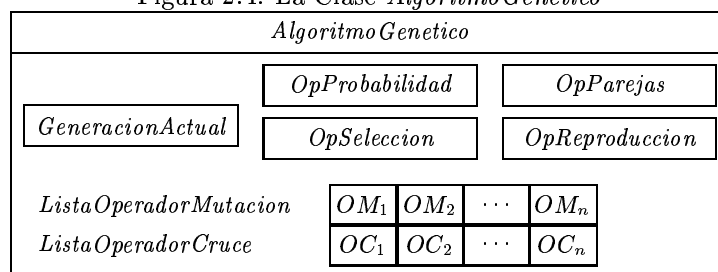 Figura 2.4: La Clase AlgoritmoGenetico
AlgoritmoGenetico
OpProbabilidad OpParejas
GeneracionActual
OpSeleccion OpReproduccion
ListaOperadorMutacion OM₁ OM₂ ··· OMₙ
ListaOperadorCruce OC₁ OC₂ ··· OCₙ